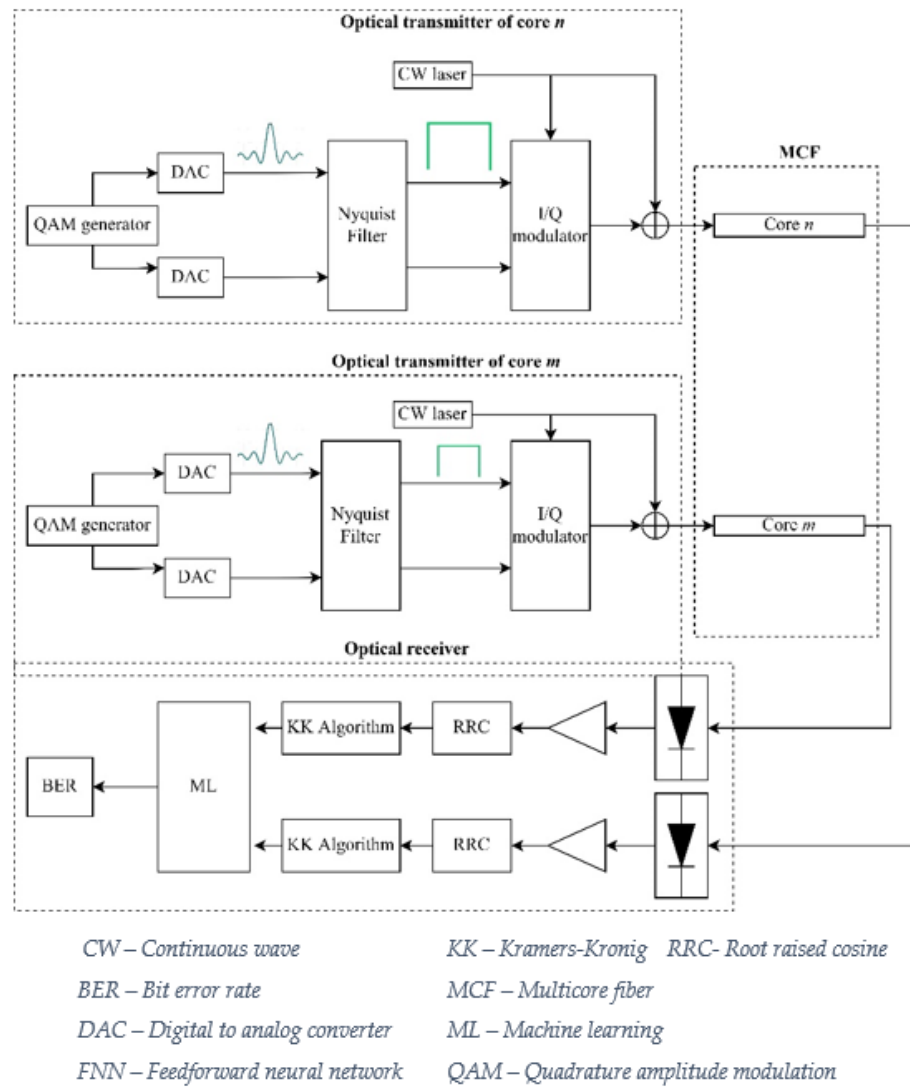 Optical transmitter of core n
CW laser
DAC
QAM generator
DAC
Nyquist
Filter
I/Q
modulator
MCF
Core n
Optical transmitter of core m
CW laser
DAC
QAM generator
DAC
Nyquist
Filter
I/Q
modulator
Core m
Optical receiver
BER
ML
KK Algorithm
RRC
KK Algorithm
RRC
CW – Continuous wave
KK – Kramers-Kronig RRC- Root raised cosine
BER – Bit error rate
MCF – Multicore fiber
DAC – Digital to analog converter
ML – Machine learning
FNN – Feedforward neural network
QAM – Quadrature amplitude modulation